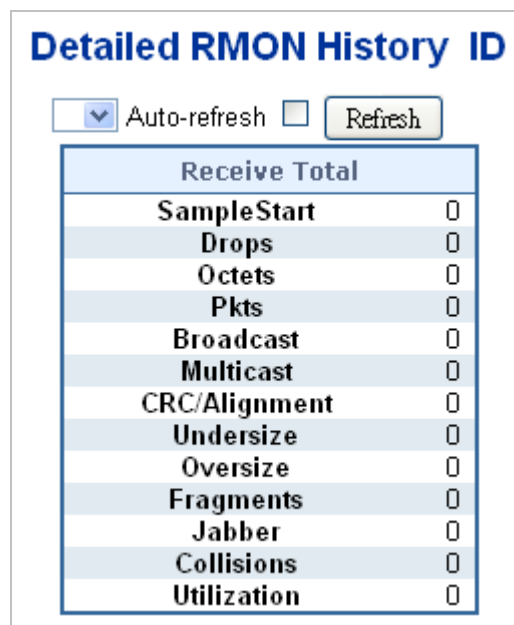 Detailed RMON History ID
Auto-refresh Refresh
Receive Total
SampleStart 0
Drops 0
Octets 0
Pkts 0
Broadcast 0
Multicast 0
CRC/Alignment 0
Undersize 0
Oversize 0
Fragments 0
Jabber 0
Collisions 0
Utilization 0